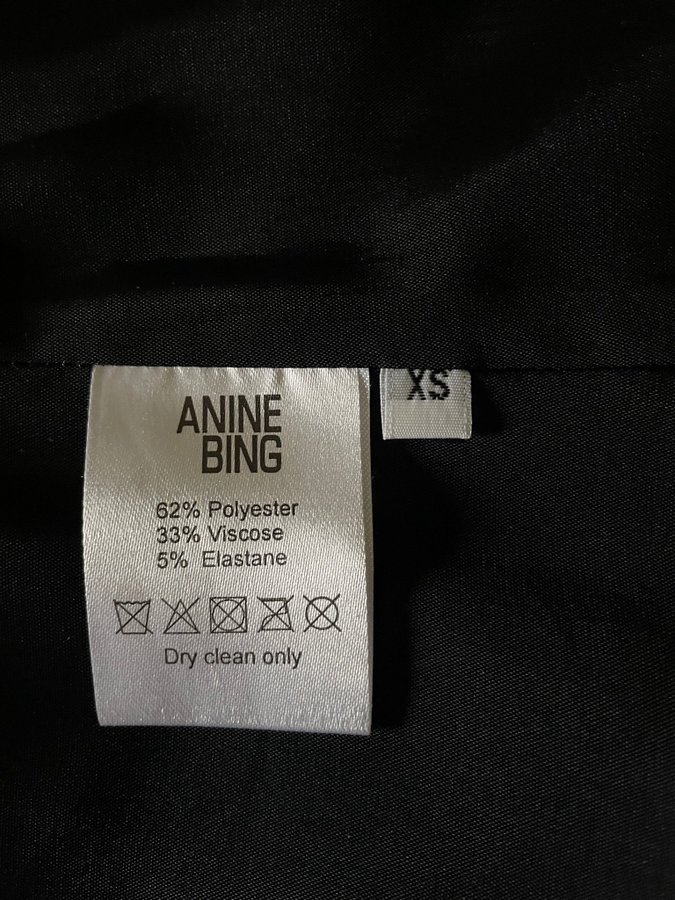 XS
ANINE
BING
62% Polyester
33% Viscose
5% Elastane
Dry clean only